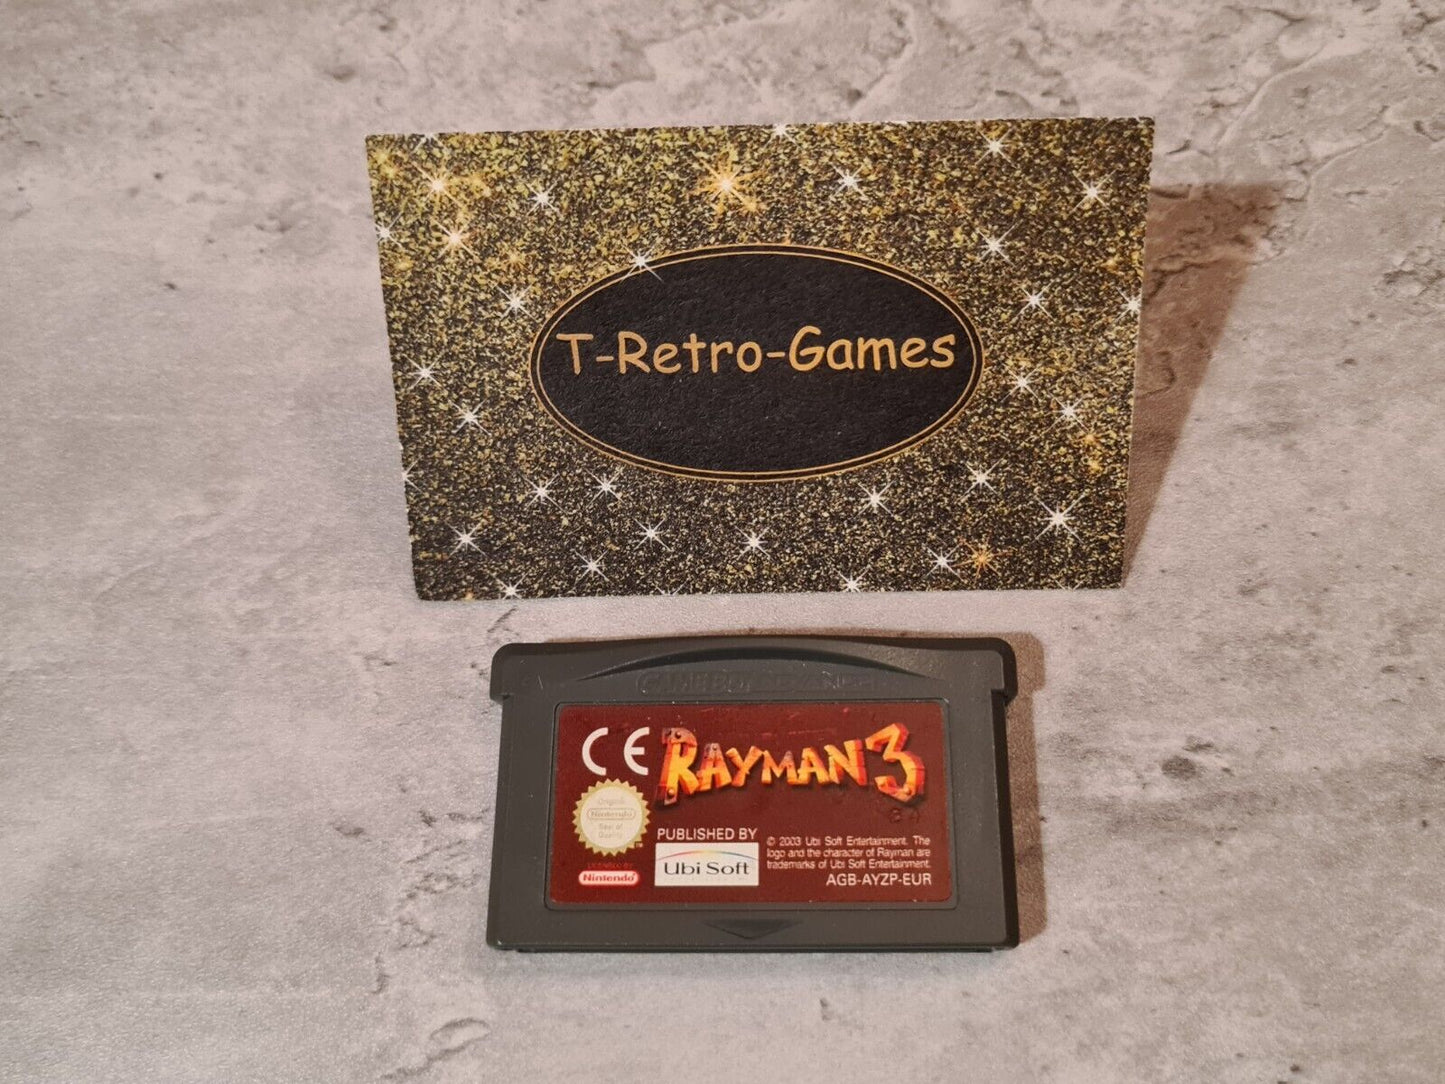 T-Retro-Games
GAME BOY ADVANCE
CE
RAYMAN 3
Original
Nintendo
Seal of
Quality
TM
LICENSED BY
Nintendo
PUBLISHED BY
Ubi Soft
© 2003 Ubi Soft Entertainment. The
logo and the character of Rayman are
trademarks of Ubi Soft Entertainment.
AGB-AYZP-EUR